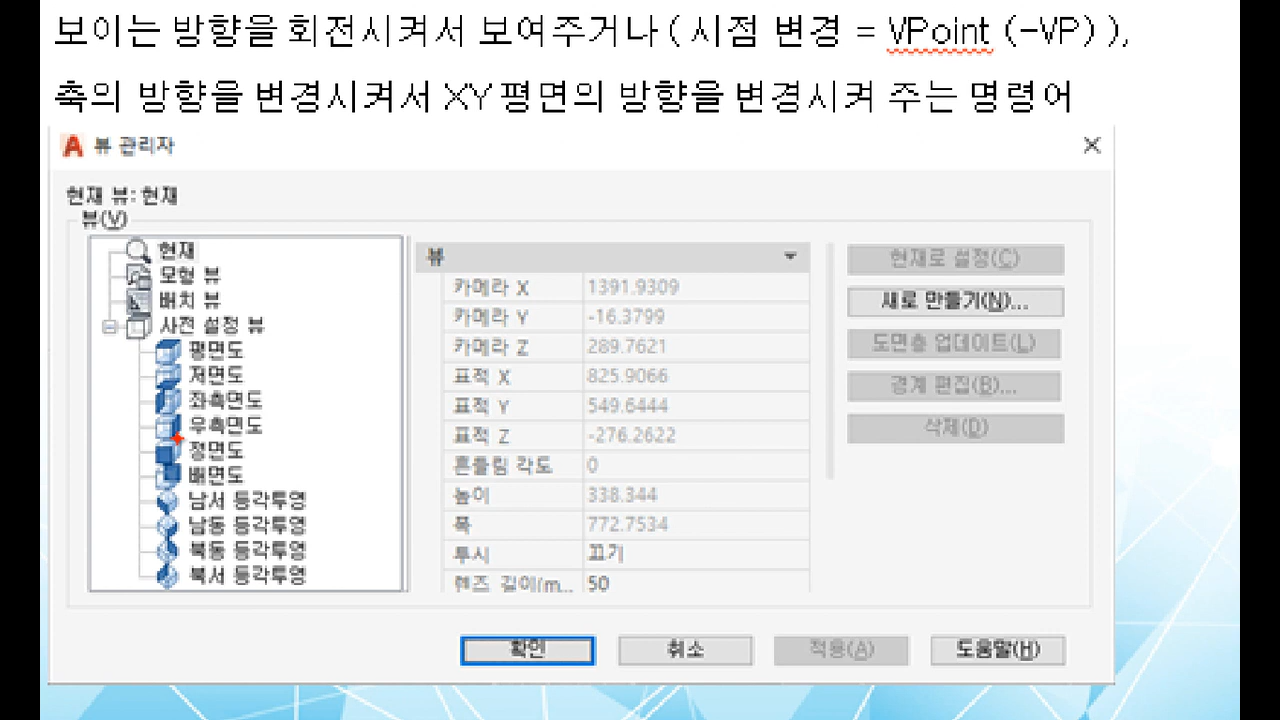 보이는 방향을 회전시켜서 보여주거나 ( 시점 변경 = VPoint (-VP) ),
축의 방향을 변경시켜서 XY 평면의 방향을 변경시켜 주는 명령어
뷰 관리자
현재 뷰: 현재
뷰(V)
현재
모형 뷰
배치 뷰
사전 설정 뷰
평면도
저면도
좌측면도
우측면도
정면도
배면도
남서 등각투영
남동 등각투영
북동 등각투영
북서 등각투영
뷰
카메라 X 1391.9309
카메라 Y -16.3799
카메라 Z 289.7621
표적 X 825.9066
표적 Y 549.6444
표적 Z -276.2622
흔들림 각도 0
높이 338.344
폭 772.7534
투시 끄기
렌즈 길이(m... 50
현재로 설정(C)
새로 만들기(N)...
도면층 업데이트(L)
경계 편집(B)...
삭제(D)
확인 취소 적용(A) 도움말(H)